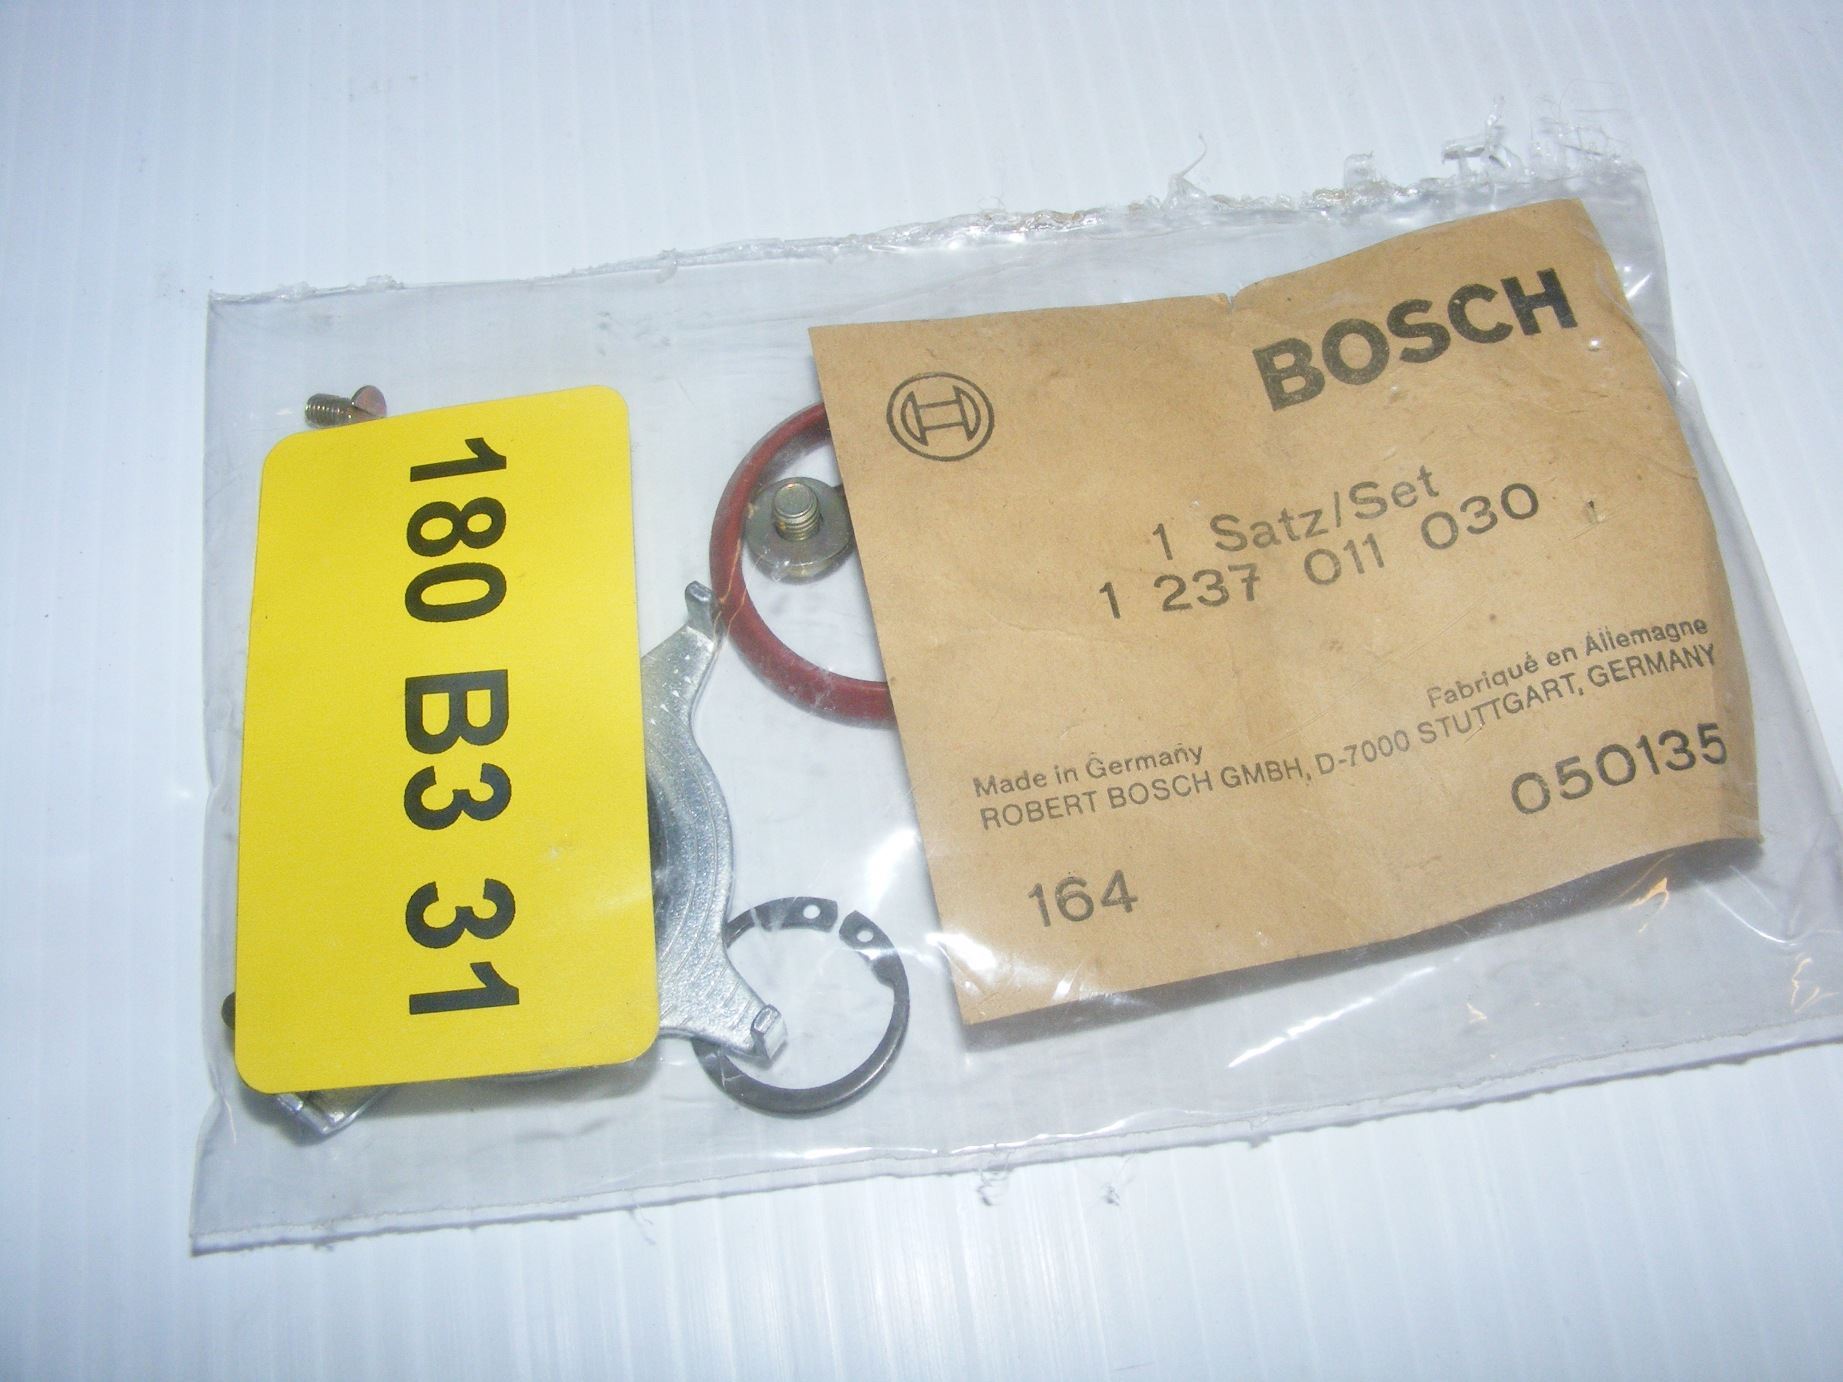 180 B3 31
BOSCH
1 Satz/Set
1 237 011 030
Fabriqué en Allemagne
Made in Germany
ROBERT BOSCH GMBH, D-7000 STUTTGART, GERMANY
050135
164